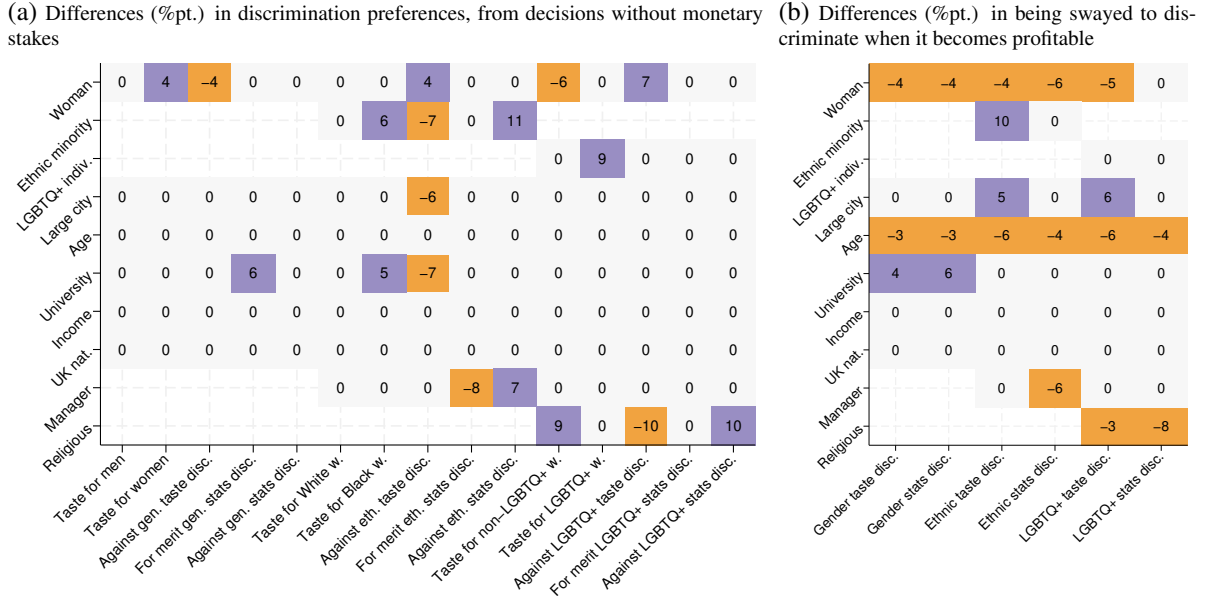 (a) Differences (%pt.) in discrimination preferences, from decisions without monetary
stakes
Woman 0 4 −4 0 0 0 0 4 0 0 −6 0 7 0 0
Ethnic minority 0 6 −7 0 11
LGBTQ+ indiv. 0 9 0 0 0
Large city 0 0 0 0 0 0 0 −6 0 0 0 0 0 0 0
Age 0 0 0 0 0 0 0 0 0 0 0 0 0 0 0
University 0 0 0 6 0 0 5 −7 0 0 0 0 0 0 0
Income 0 0 0 0 0 0 0 0 0 0 0 0 0 0 0
UK nat. 0 0 0 0 0 0 0 0 0 0 0 0 0 0 0
Manager 0 0 0 −8 7 0 0 0 0 0
Religious 9 0 −10 0 10
Taste for men
Taste for women
Against gen. taste disc.
For merit gen. stats disc.
Against gen. stats disc.
Taste for White w.
Taste for Black w.
Against eth. taste disc.
For merit eth. stats disc.
Against eth. stats disc.
Taste for non−LGBTQ+ w.
Taste for LGBTQ+ w.
Against LGBTQ+ taste disc.
For merit LGBTQ+ stats disc.
Against LGBTQ+ stats disc.
(b) Differences (%pt.) in being swayed to dis-
criminate when it becomes profitable
Woman −4 −4 −4 −6 −5 0
Ethnic minority 10 0
LGBTQ+ indiv. 0 0
Large city 0 0 5 0 6 0
Age −3 −3 −6 −4 −6 −4
University 4 6 0 0 0 0
Income 0 0 0 0 0 0
UK nat. 0 0 0 0 0 0
Manager 0 −6 0 0
Religious −3 −8
Gender taste disc.
Gender stats disc.
Ethnic taste disc.
Ethnic stats disc.
LGBTQ+ taste disc.
LGBTQ+ stats disc.